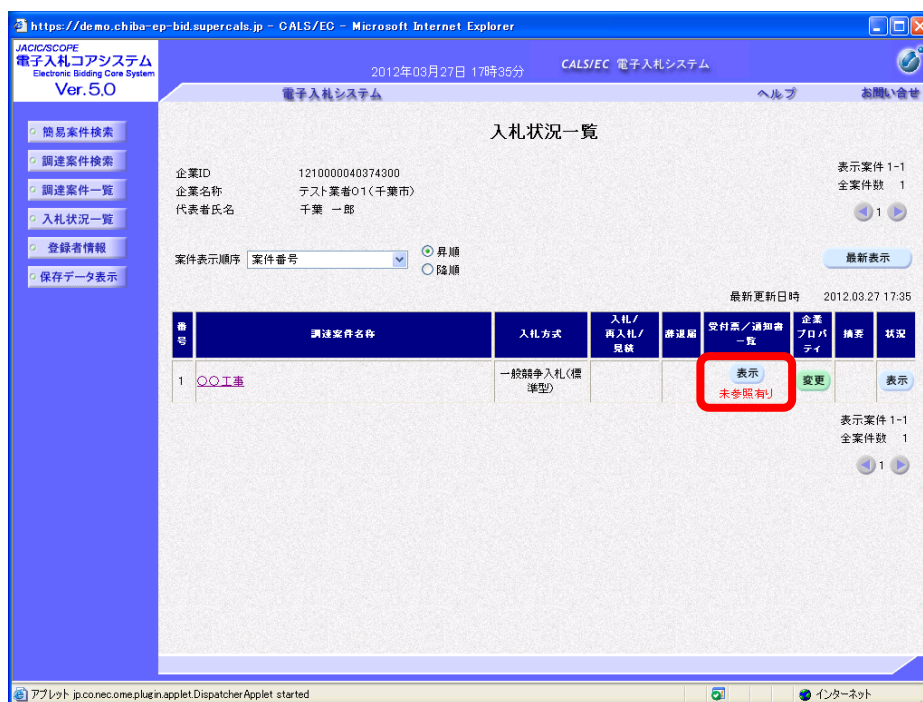 https://demo.chiba-ep-bid.supercals.jp - CALS/EC - Microsoft Internet Explorer
JACIC/SCOPE
電子入札コアシステム
Electronic Bidding Core System
Ver.5.0
2012年03月27日 17時35分
CALS/EC 電子入札システム
電子入札システム
ヘルプ
お問い合せ
簡易案件検索
調達案件検索
調達案件一覧
入札状況一覧
登録者情報
保存データ表示
入札状況一覧
企業ID 1210000040374300
企業名称 テスト業者01(千葉市)
代表者氏名 千葉 一郎
表示案件 1-1
全案件数 1
1
案件表示順序 案件番号
昇順
降順
最新表示
最新更新日時 2012.03.27 17:35
番号 調達案件名称 入札方式 入札/再入札/見積 辞退届 受付票/通知書一覧 企業プロパティ 摘要 状況
1 〇〇工事 一般競争入札(標準型) 表示 未参照有り 変更 表示
表示案件 1-1
全案件数 1
1
アプレット jp.co.nec.ome.plugin.applet.DispatcherApplet started
インターネット